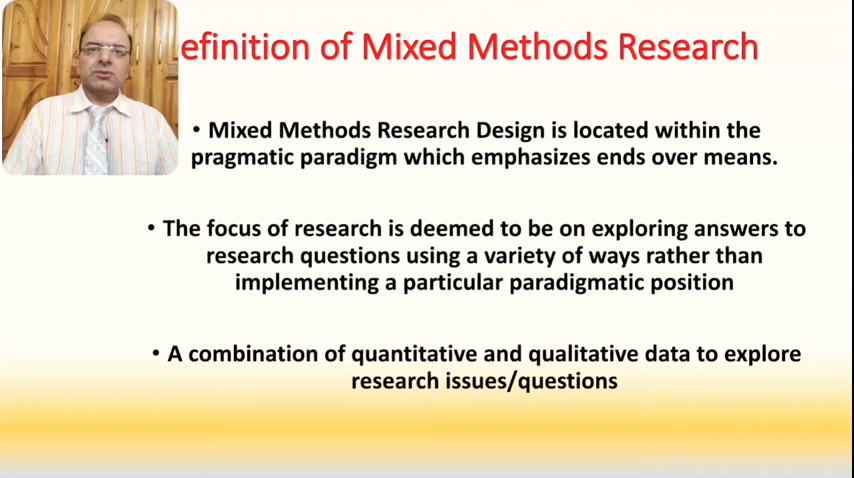 efinition of Mixed Methods Research
• Mixed Methods Research Design is located within the
pragmatic paradigm which emphasizes ends over means.
• The focus of research is deemed to be on exploring answers to
research questions using a variety of ways rather than
implementing a particular paradigmatic position
• A combination of quantitative and qualitative data to explore
research issues/questions